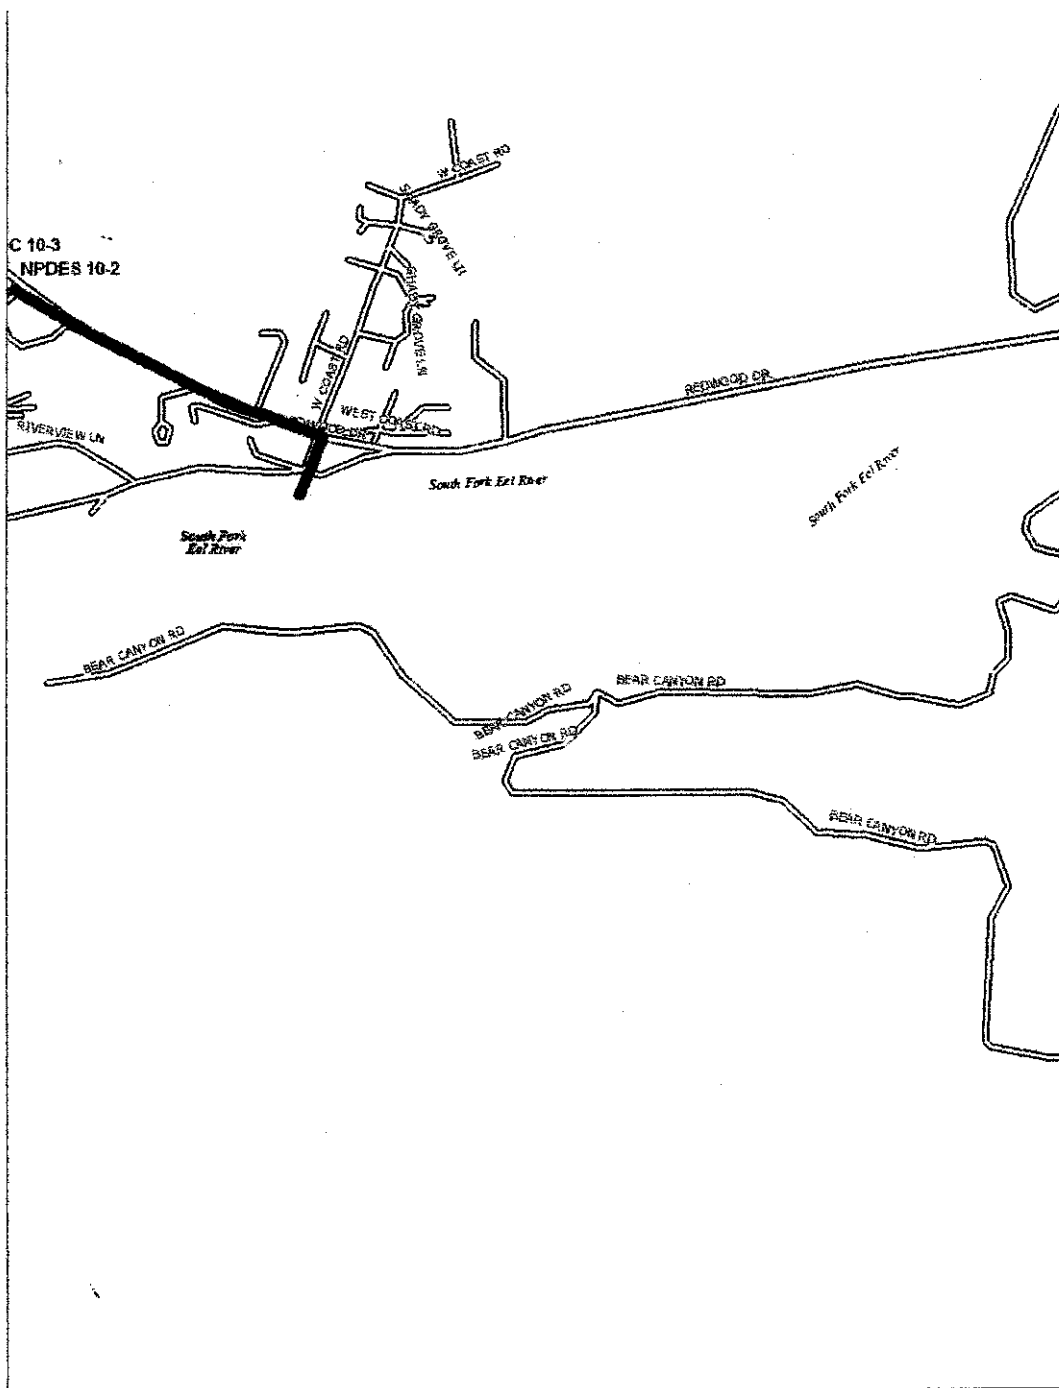 W COAST RD
SHADY GROVE LN
C 10-3
NPDES 10-2
SHADY GROVE LN
W COAST RD
REDWOOD DR
WEST COAST RD
RIVERVIEW LN
South Fork Eel River
South Fork Eel River
South Fork
Eel River
BEAR CANYON RD
BEAR CANYON RD
BEAR CANYON RD
BEAR CANYON RD
BEAR CANYON RD